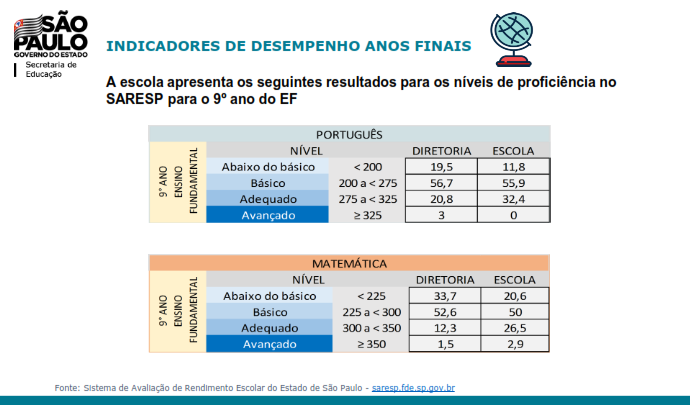 SÃO
PAULO
GOVERNO DO ESTADO
Secretaria de
Educação
INDICADORES DE DESEMPENHO ANOS FINAIS
A escola apresenta os seguintes resultados para os níveis de proficiência no
SARESP para o 9º ano do EF
PORTUGUÊS
9° ANO
ENSINO
FUNDAMENTAL
NÍVEL DIRETORIA ESCOLA
Abaixo do básico < 200 19,5 11,8
Básico 200 a < 275 56,7 55,9
Adequado 275 a < 325 20,8 32,4
Avançado ≥ 325 3 0
MATEMÁTICA
9° ANO
ENSINO
FUNDAMENTAL
NÍVEL DIRETORIA ESCOLA
Abaixo do básico < 225 33,7 20,6
Básico 225 a < 300 52,6 50
Adequado 300 a < 350 12,3 26,5
Avançado ≥ 350 1,5 2,9
Fonte: Sistema de Avaliação de Rendimento Escolar do Estado de São Paulo - saresp.fde.sp.gov.br